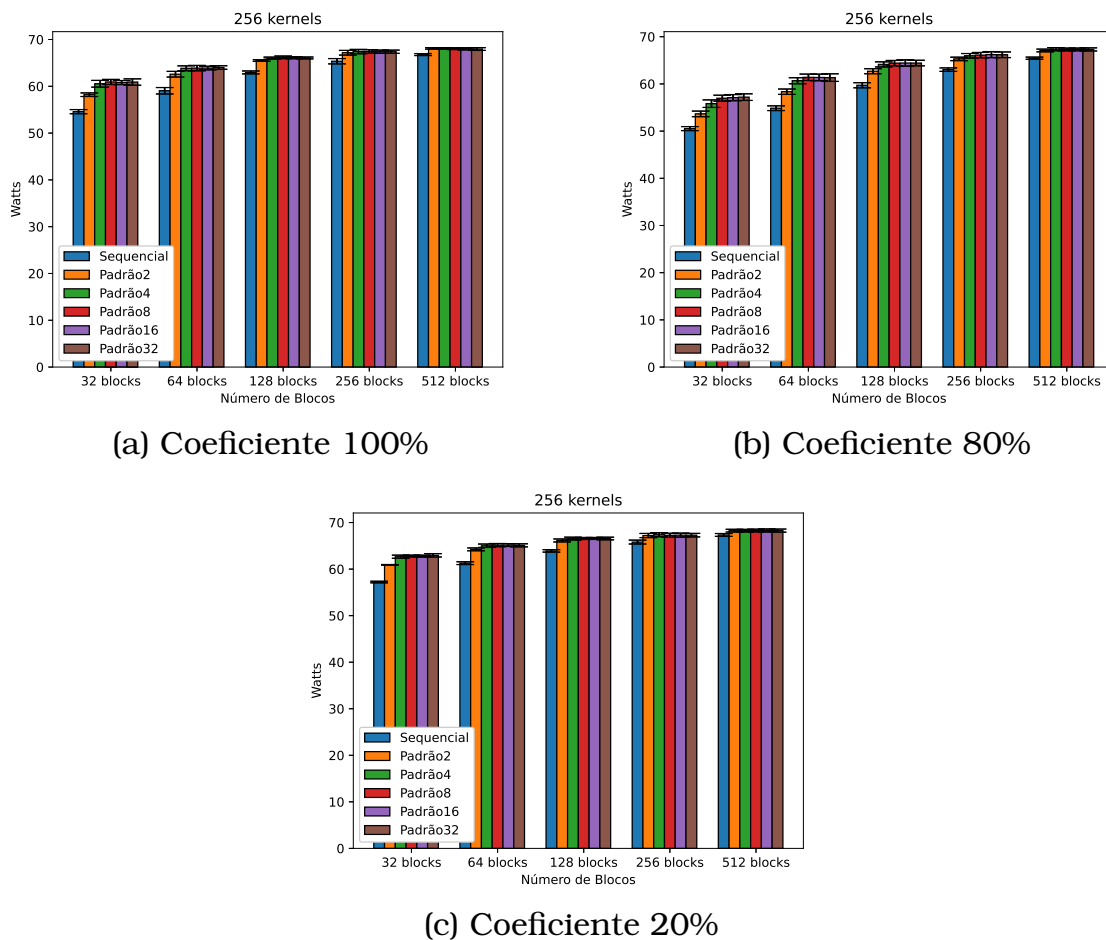 256 kernels
70
60
50
40
30
20
10
0
Watts
Sequencial
Padrão2
Padrão4
Padrão8
Padrão16
Padrão32
32 blocks 64 blocks 128 blocks 256 blocks 512 blocks
Número de Blocos
(a) Coeficiente 100%
256 kernels
70
60
50
40
30
20
10
0
Watts
Sequencial
Padrão2
Padrão4
Padrão8
Padrão16
Padrão32
32 blocks 64 blocks 128 blocks 256 blocks 512 blocks
Número de Blocos
(b) Coeficiente 80%
256 kernels
70
60
50
40
30
20
10
0
Watts
Sequencial
Padrão2
Padrão4
Padrão8
Padrão16
Padrão32
32 blocks 64 blocks 128 blocks 256 blocks 512 blocks
Número de Blocos
(c) Coeficiente 20%